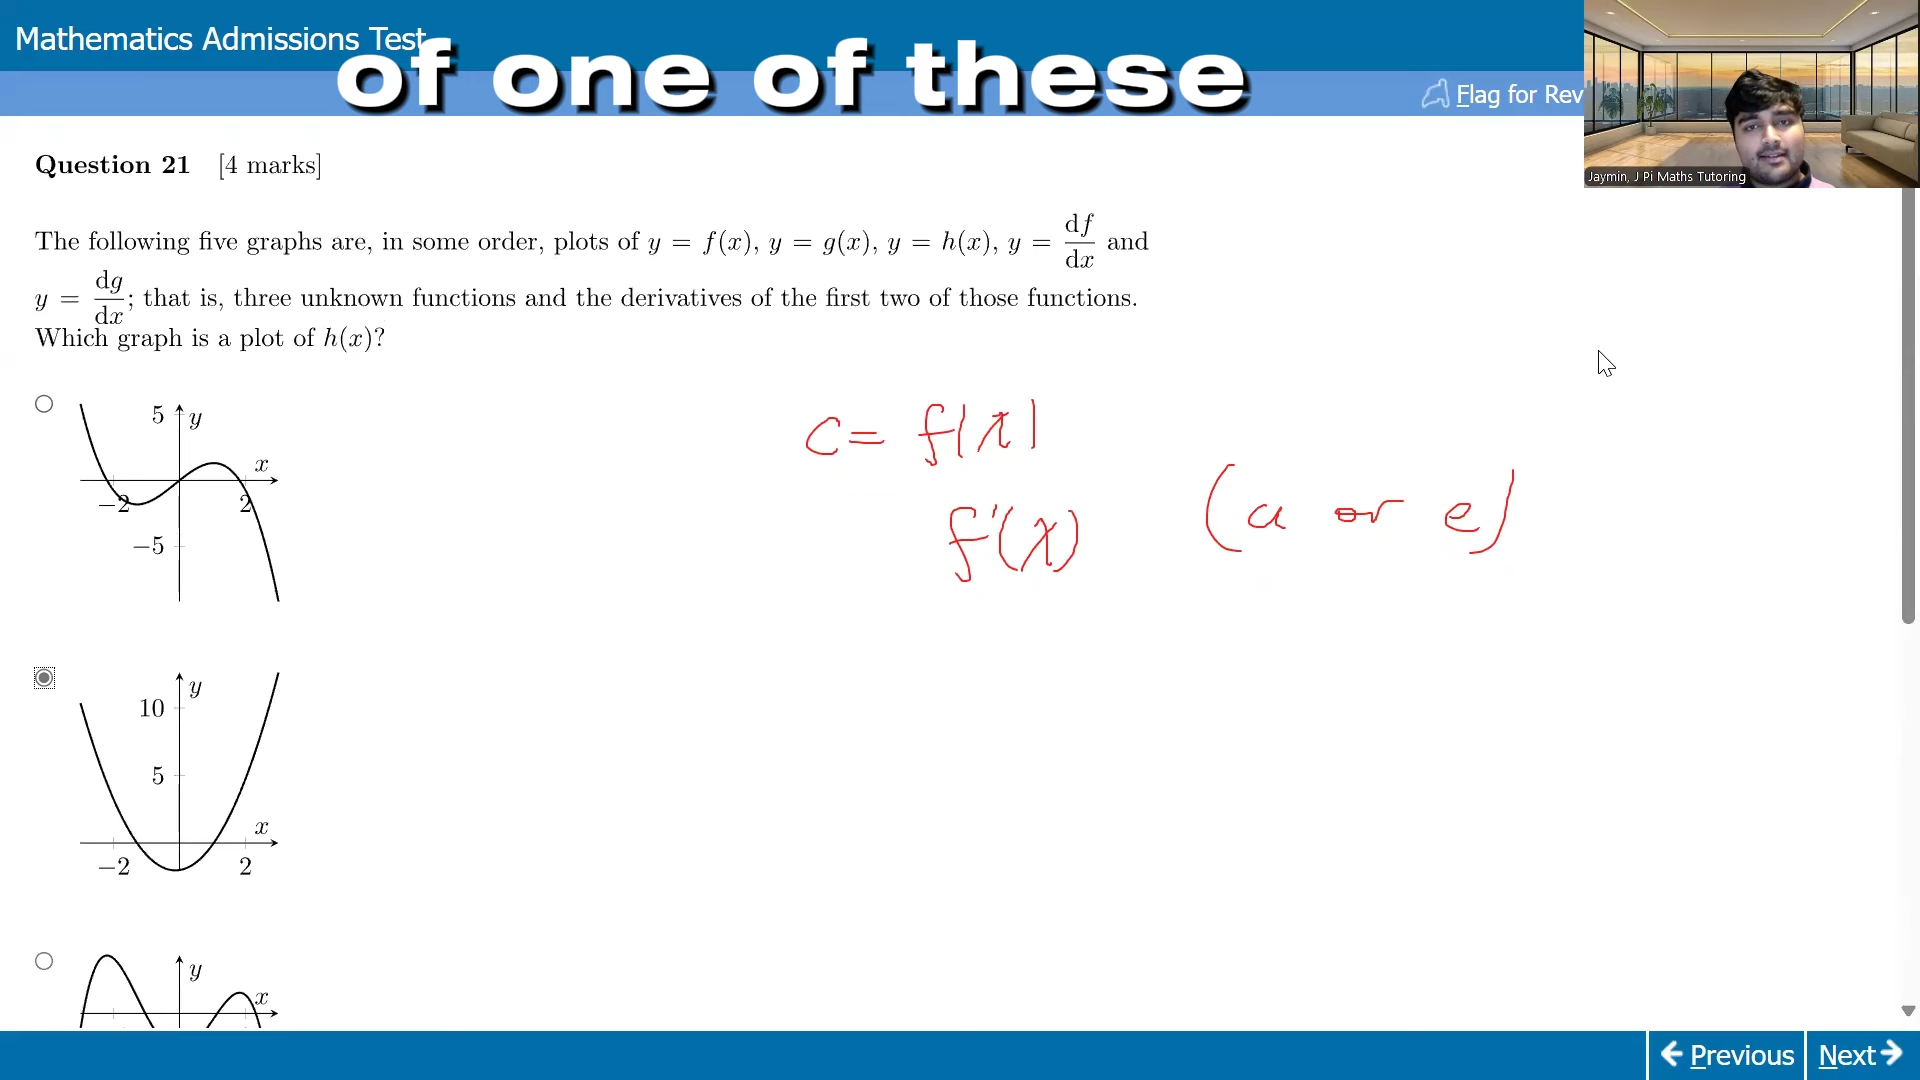 Mathematics Admissions Test
of one of these
Flag for Rev
Jaymin, J Pi Maths Tutoring
Question 21 [4 marks]
The following five graphs are, in some order, plots of y = f(x), y = g(x), y = h(x), y = df/dx and
y = dg/dx; that is, three unknown functions and the derivatives of the first two of those functions.
Which graph is a plot of h(x)?
5 y
x
−2 2
−5
c = f(x)
f'(x) (a or e)
y
10
5
x
−2 2
y
x
Previous Next